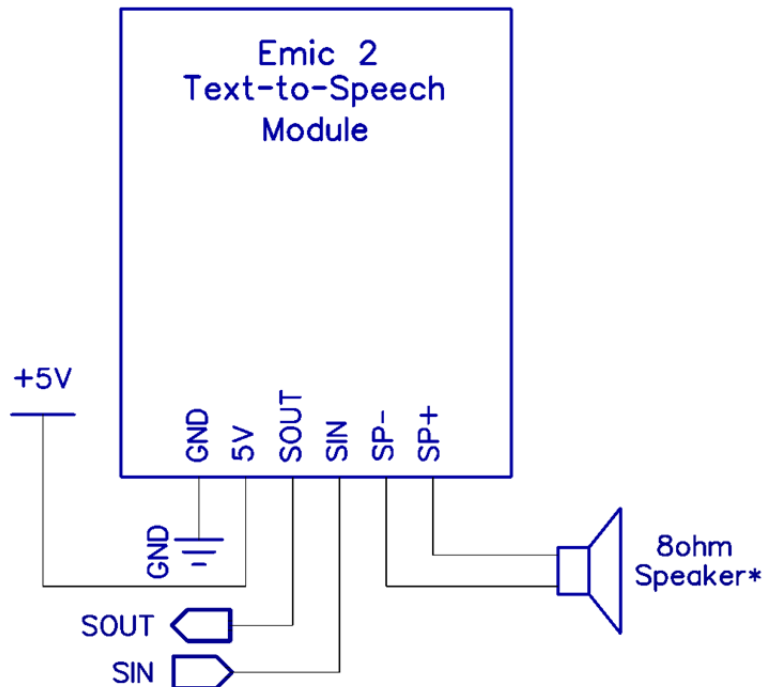 Emic 2
Text-to-Speech
Module
+5V
GND
5V
SOUT
SIN
SP-
SP+
GND
8ohm
Speaker*
SOUT
SIN